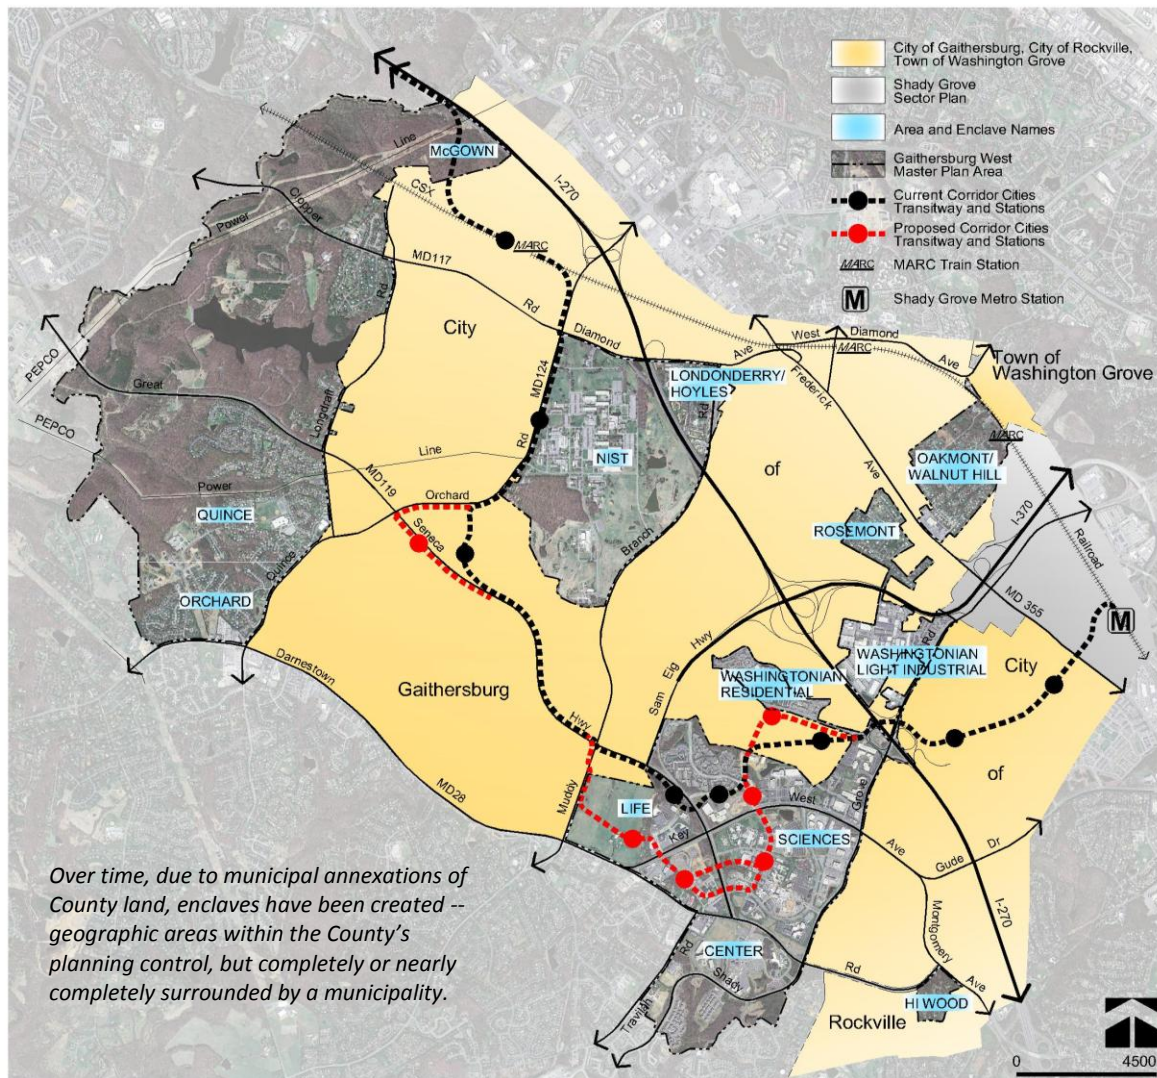 City of Gaithersburg, City of Rockville,
Town of Washington Grove
Shady Grove
Sector Plan
Area and Enclave Names
Gaithersburg West
Master Plan Area
Current Corridor Cities
Transitway and Stations
Proposed Corridor Cities
Transitway and Stations
MARC
MARC Train Station
M
Shady Grove Metro Station
McGOWN
Line
Power
CSX
I-270
Clopper
MARC
MD117
Rd
Rd
City
Diamond
Ave
West
Diamond
Ave
MARC
Town of
Washington Grove
PEPCO
Great
PEPCO
Longdraft
MD124
Rd
LONDONDERRY/
HOYLES
Rd
Frederick
Ave
MARC
OAKMONT/
WALNUT HILL
NIST
of
Line
Power
MD119
Orchard
QUINCE
Seneca
Branch
ROSEMONT
I-370
Railroad
Quince
ORCHARD
MD 355
M
Rd
Darnestown
Gaithersburg
Hwy
Sam
Eig
Hwy
WASHINGTONIAN
RESIDENTIAL
WASHINGTONIAN
LIGHT INDUSTRIAL
City
MD28
Muddy
LIFE
Key
West
Ave
SCIENCES
Grove
of
Gude
Dr
Montgomery
Ave
I-270
Over time, due to municipal annexations of
County land, enclaves have been created --
geographic areas within the County's
planning control, but completely or nearly
completely surrounded by a municipality.
CENTER
Rd
Shady
Rd
Travilah
HI WOOD
Rockville
0
4500